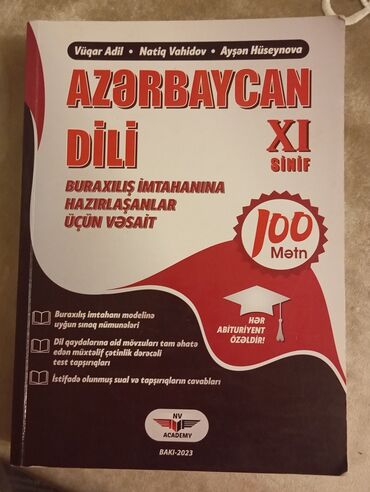 Vüqar Adil • Natiq Vahidov • Ayşən Hüseynova
AZƏRBAYCAN
DİLİ
XI
SİNİF
BURAXILIŞ İMTAHANINA
HAZIRLAŞANLAR
ÜÇÜN VƏSAİT
100
Mətn
HƏR
ABİTURİYENT
ÖZƏLDİR!
Buraxılış imtahanı modelinə
uyğun sınaq nümunələri
Dil qaydalarına aid mövzuları tam əhatə
edən müxtəlif çətinlik dərəcəli
test tapşırıqları
İstifadə olunmuş sual və tapşırıqların cavabları
NV
ACADEMY
BAKI-2023